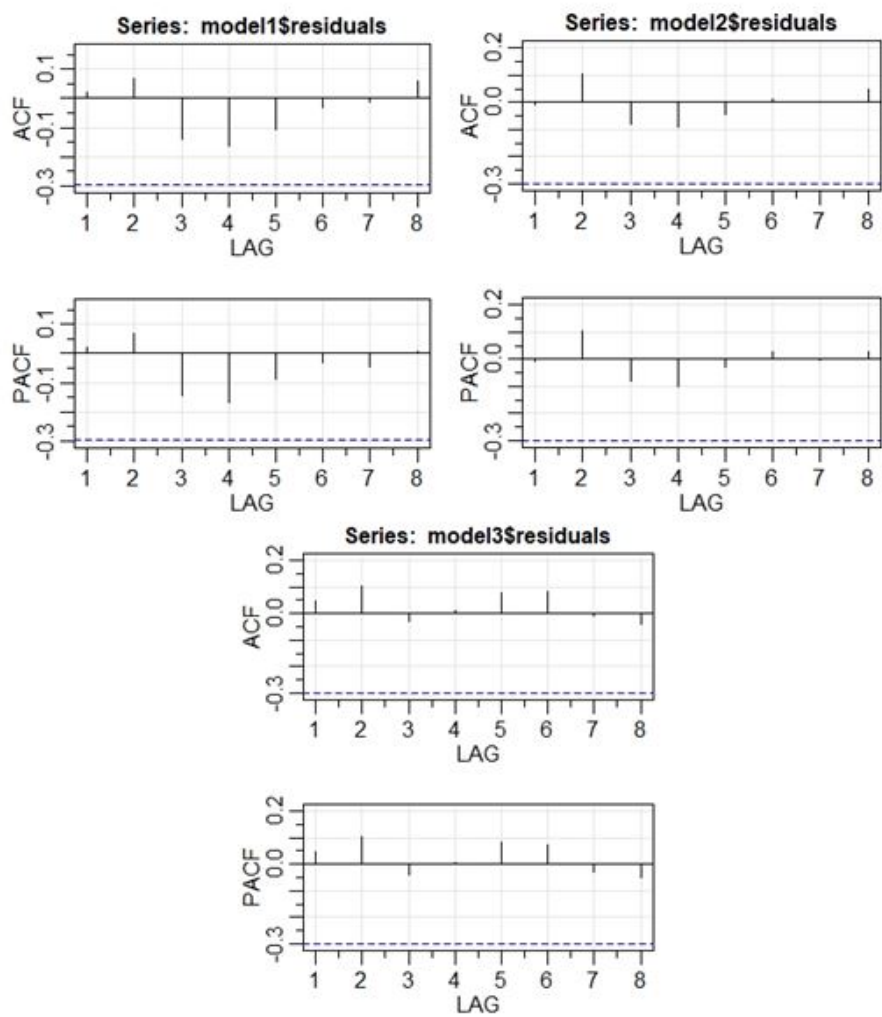 Series: model1$residuals
ACF
0.1
-0.1
-0.3
1 2 3 4 5 6 7 8
LAG
PACF
0.1
-0.1
-0.3
1 2 3 4 5 6 7 8
LAG
Series: model2$residuals
ACF
0.2
0.0
-0.3
1 2 3 4 5 6 7 8
LAG
PACF
0.2
0.0
-0.3
1 2 3 4 5 6 7 8
LAG
Series: model3$residuals
ACF
0.2
0.0
-0.3
1 2 3 4 5 6 7 8
LAG
PACF
0.2
0.0
-0.3
1 2 3 4 5 6 7 8
LAG